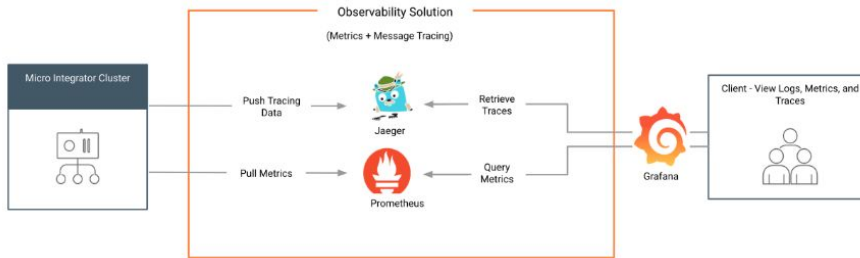 Observability Solution
(Metrics + Message Tracing)
Micro Integrator Cluster
Push Tracing
Data
Jaeger
Retrieve
Traces
Client - View Logs, Metrics, and
Traces
Pull Metrics
Prometheus
Query
Metrics
Grafana